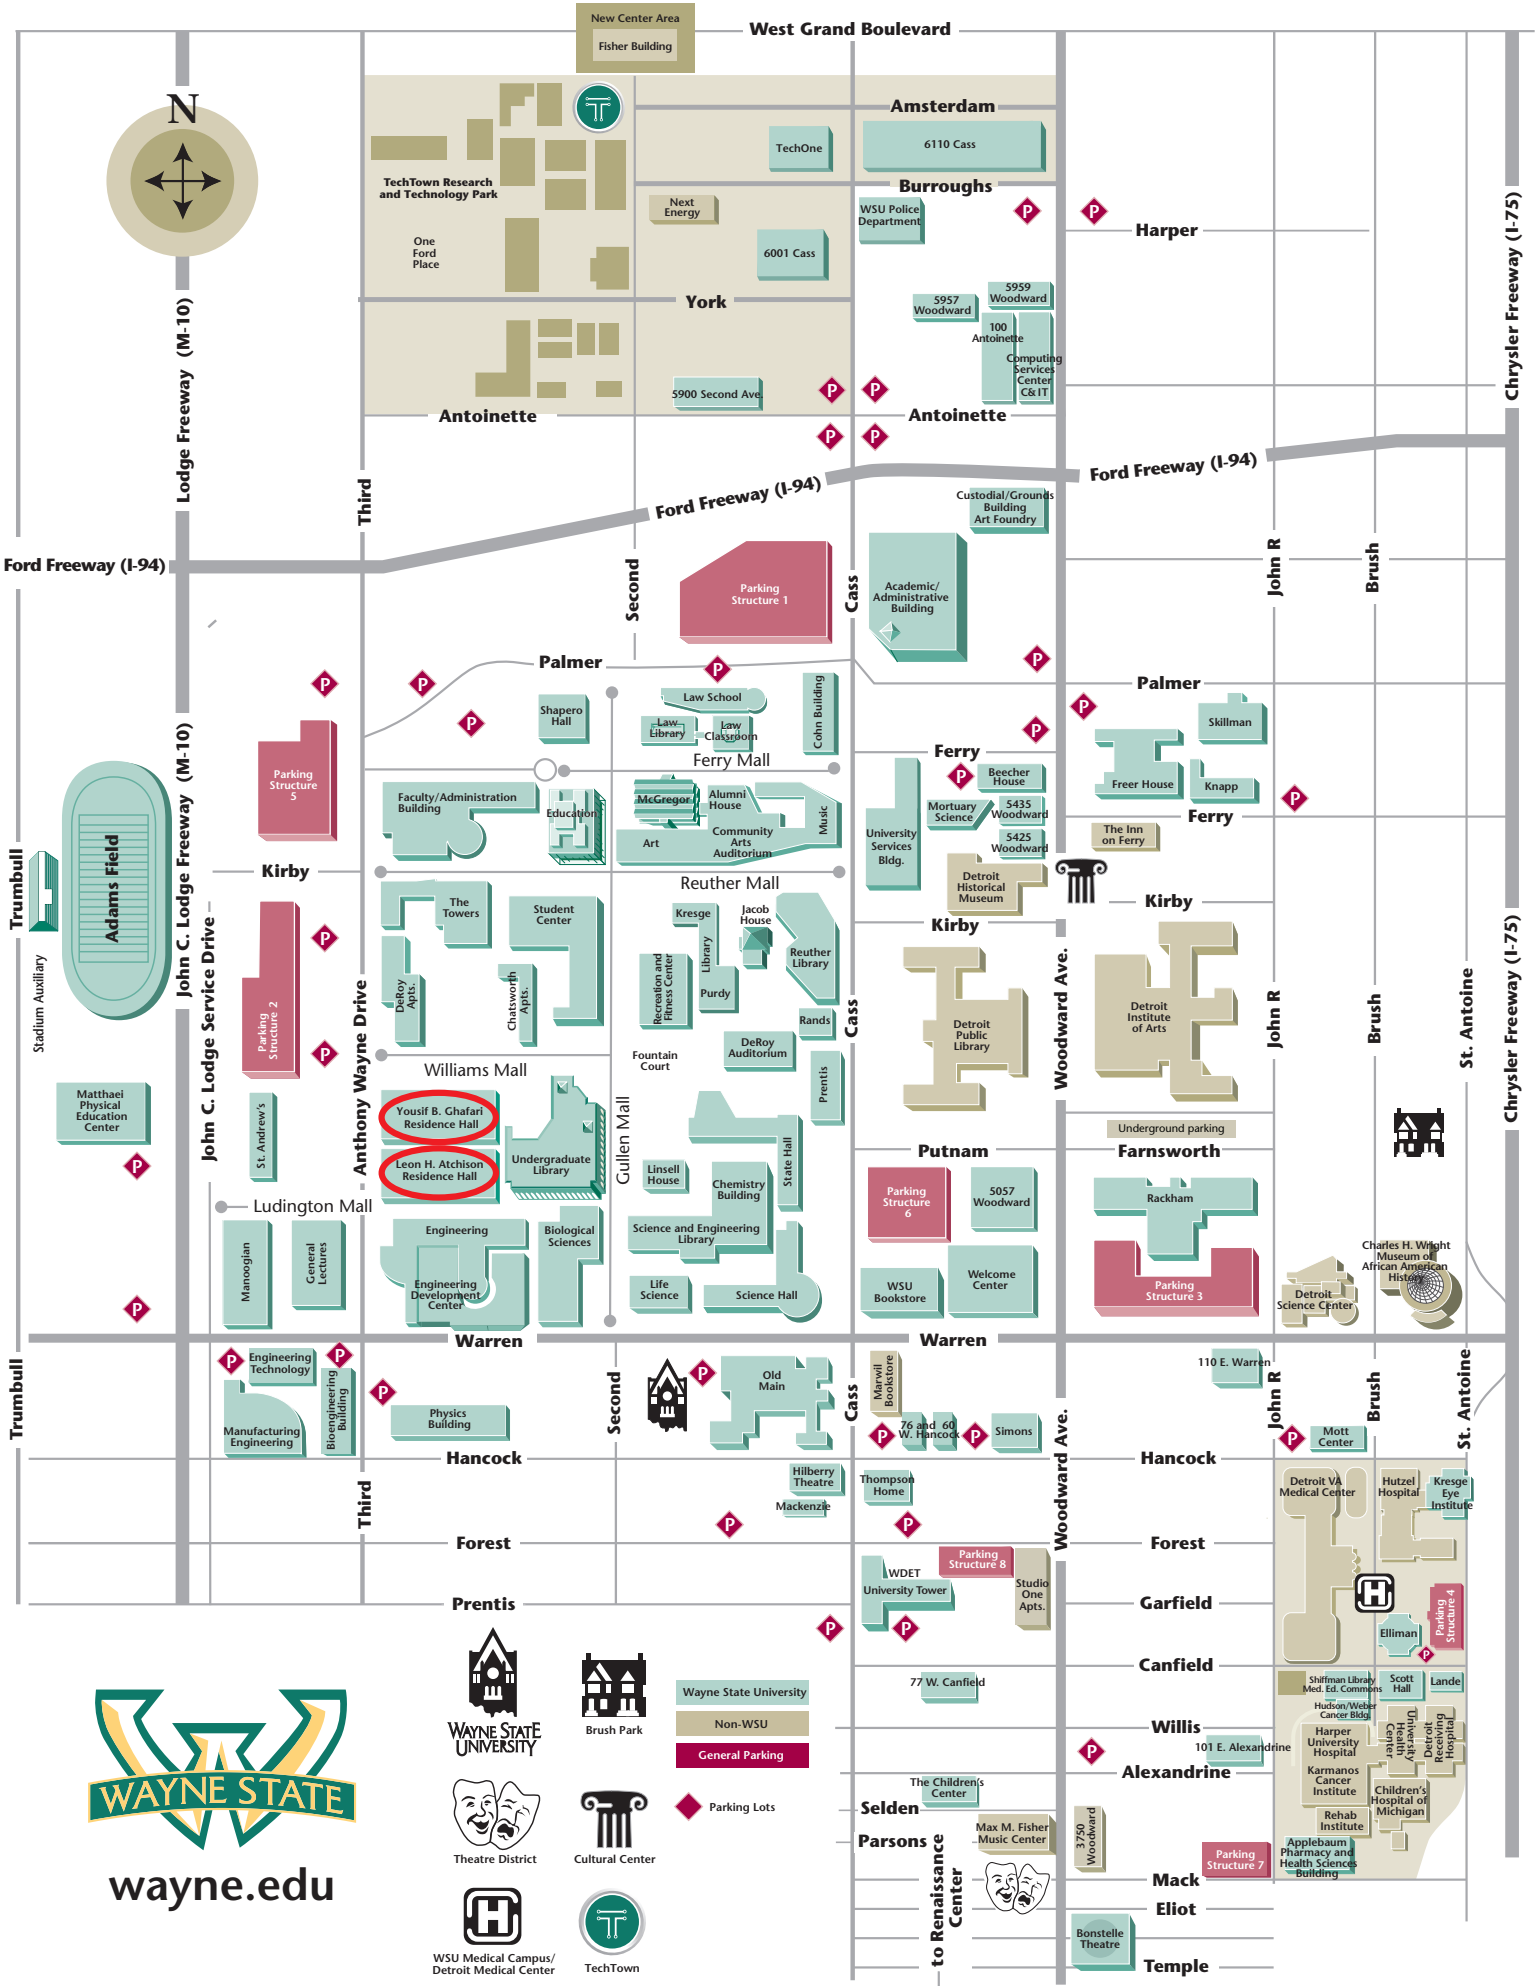 New Center Area
Fisher Building
West Grand Boulevard
N
Amsterdam
TechOne
6110 Cass
TechTown Research
and Technology Park
Burroughs
Next
Energy
WSU Police
Department
P
P
Harper
One
Ford
Place
6001 Cass
Lodge Freeway (M-10)
Chrysler Freeway (I-75)
York
5957
Woodward
5959
Woodward
100
Antoinette
Computing
Services
Center
C&IT
5900 Second Ave.
P
P
Antoinette
Antoinette
P
P
Third
Ford Freeway (I-94)
Ford Freeway (I-94)
Ford Freeway (I-94)
Custodial/Grounds
Building
Art Foundry
Second
Cass
John R
Brush
Parking
Structure 1
Academic/
Administrative
Building
Palmer
P
P
P
P
P
Palmer
P
Shapero
Hall
Law School
Law
Library
Law
Classroom
Cohn Building
Skillman
P
Ferry
Ferry Mall
Parking
Structure
5
Faculty/Administration
Building
Education
McGregor
Alumni
House
Music
Art
Community
Arts
Auditorium
University
Services
Bldg.
P
Beecher
House
Mortuary
Science
5435
Woodward
5425
Woodward
Freer House
Knapp
P
Ferry
The Inn
on Ferry
Trumbull
Adams Field
John C. Lodge Freeway (M-10)
Kirby
Reuther Mall
Detroit
Historical
Museum
Kirby
Kirby
John C. Lodge Service Drive
Stadium Auxiliary
P
Parking
Structure 2
P
The
Towers
Student
Center
DeRoy
Apts.
Chatsworth
Apts.
Kresge
Library
Purdy
Jacob
House
Reuther
Library
Recreation and
Fitness Center
Rands
DeRoy
Auditorium
Fountain
Court
Prentis
Cass
Detroit
Public
Library
Woodward Ave.
Detroit
Institute
of Arts
John R
Brush
St. Antoine
Chrysler Freeway (I-75)
Anthony Wayne Drive
Williams Mall
Matthaei
Physical
Education
Center
St. Andrew's
P
Yousif B. Ghafari
Residence Hall
Leon H. Atchison
Residence Hall
Undergraduate
Library
Gullen Mall
Linsell
House
State Hall
Chemistry
Building
Science and Engineering
Library
Putnam
Underground parking
Farnsworth
Parking
Structure
6
5057
Woodward
Rackham
Ludington Mall
Manoogian
General
Lectures
Engineering
Engineering
Development
Center
Biological
Sciences
Life
Science
Science Hall
WSU
Bookstore
Welcome
Center
Parking
Structure 3
Charles H. Wright
Museum of
African American
History
Detroit
Science Center
P
Warren
Warren
Trumbull
P
Engineering
Technology
P
Bioengineering
Building
Manufacturing
Engineering
P
Physics
Building
Third
Second
P
Old
Main
Cass
Marwil
Bookstore
P
76 and 60
W. Hancock
P
Simons
Woodward Ave.
110 E. Warren
John R
Brush
St. Antoine
P
Mott
Center
Hancock
Hancock
Hilberry
Theatre
Mackenzie
Thompson
Home
Detroit VA
Medical Center
Hutzel
Hospital
Kresge
Eye
Institute
P
P
Forest
Forest
WDET
University Tower
Parking
Structure 8
Studio
One
Apts.
H
Prentis
Garfield
P
P
Elliman
Parking
Structure 4
P
Canfield
77 W. Canfield
Shiffman Library
Med. Ed. Commons
Scott
Hall
Lande
Hudson/Weber
Cancer Bldg.
Willis
101 E. Alexandrine
P
Harper
University
Hospital
Karmanos
Cancer
Institute
University
Health
Center
Detroit
Receiving
Hospital
Alexandrine
The Children's
Center
Children's
Hospital of
Michigan
Rehab
Institute
Selden
Parsons
Max M. Fisher
Music Center
3750
Woodward
Parking
Structure 7
Applebaum
Pharmacy and
Health Sciences
Building
Mack
Eliot
to Renaissance
Center
Bonstelle
Theatre
Temple
WAYNE STATE
UNIVERSITY
Brush Park
Wayne State University
Non-WSU
General Parking
Parking Lots
Theatre District
Cultural Center
H
WSU Medical Campus/
Detroit Medical Center
TechTown
WAYNE STATE
wayne.edu